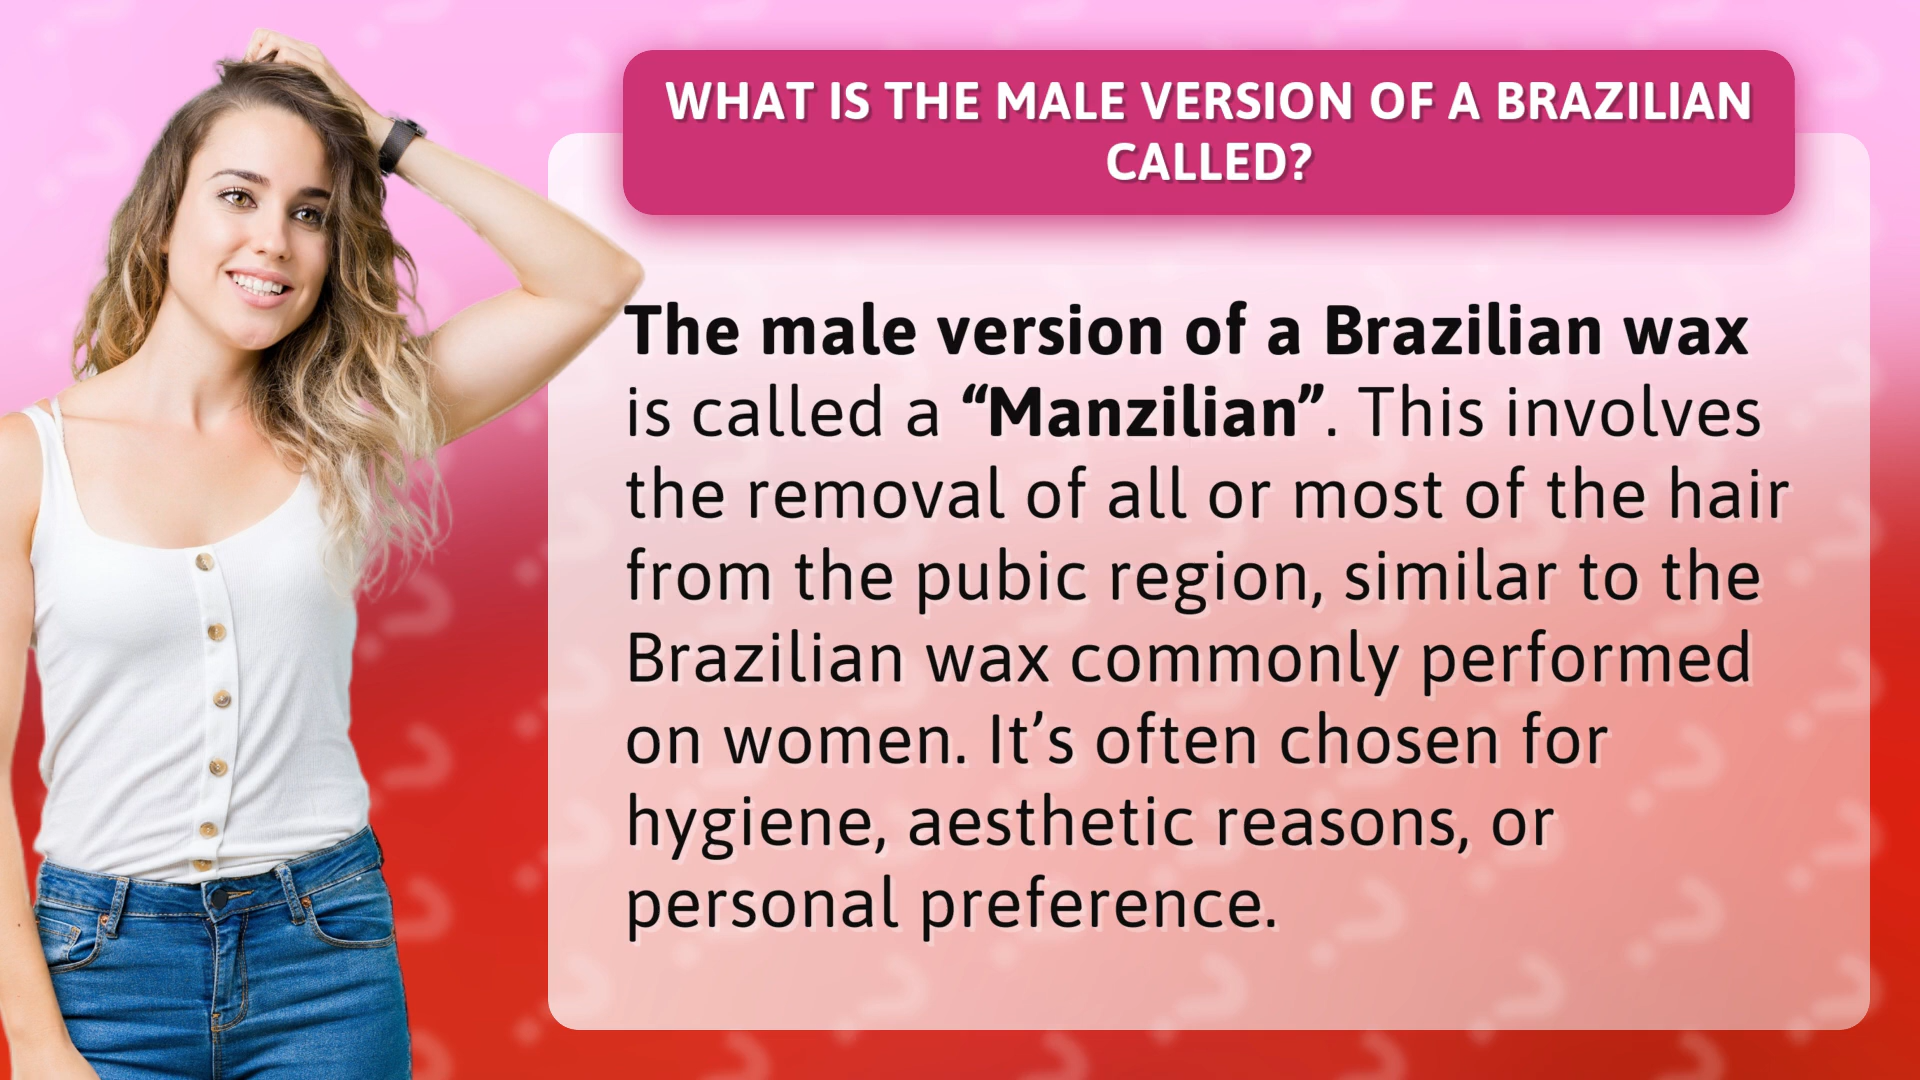 WHAT IS THE MALE VERSION OF A BRAZILIAN
CALLED?
The male version of a Brazilian wax
is called a “Manzilian”. This involves
the removal of all or most of the hair
from the pubic region, similar to the
Brazilian wax commonly performed
on women. It’s often chosen for
hygiene, aesthetic reasons, or
personal preference.